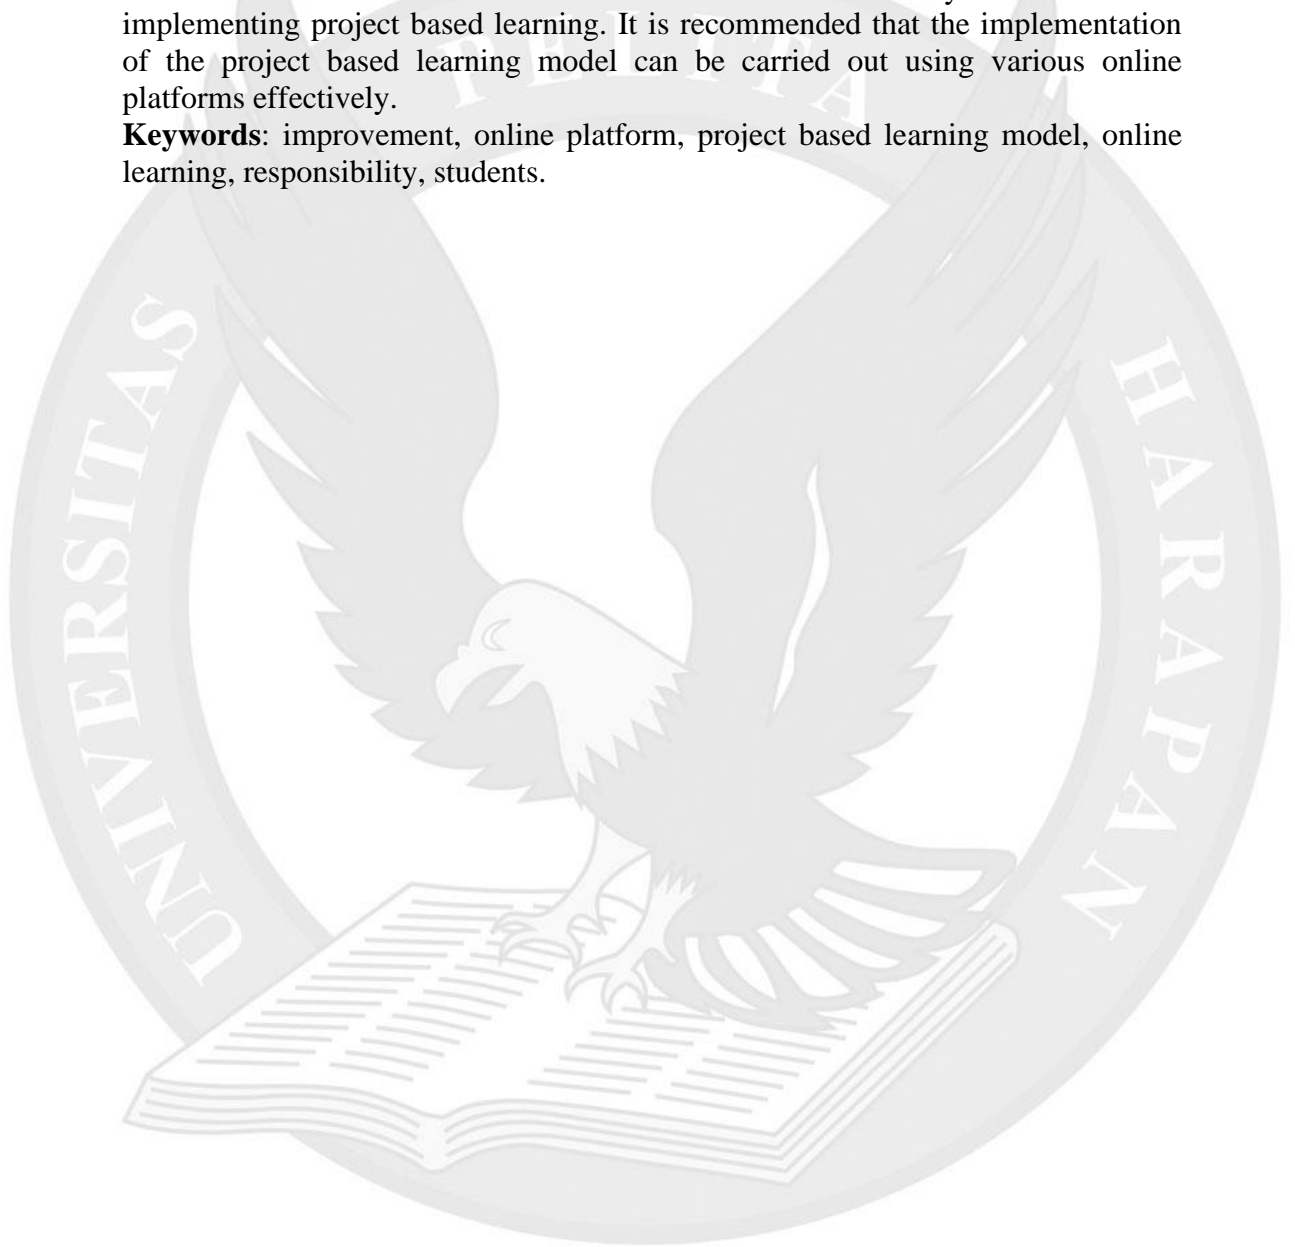 implementing project based learning. It is recommended that the implementation
of the project based learning model can be carried out using various online
platforms effectively.
Keywords: improvement, online platform, project based learning model, online
learning, responsibility, students.
UNIVERSITAS
PELITA
HARAPAN